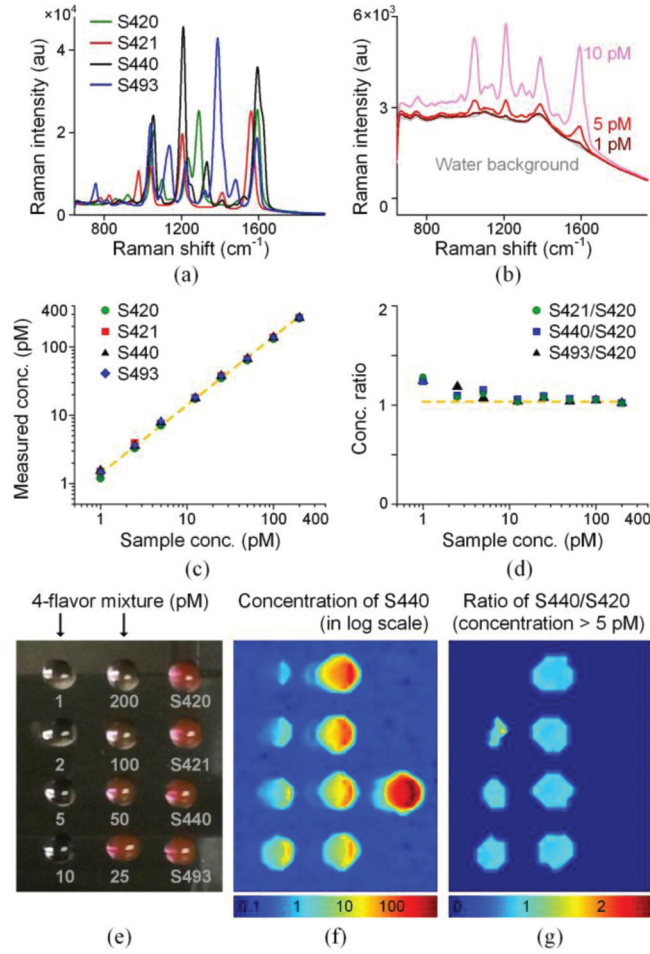 ×10⁴
6
4
2
0
Raman intensity (au)
S420
S421
S440
S493
800 1200 1600
Raman shift (cm⁻¹)
(a)
6 ×10³
3
0
Raman intensity (au)
10 pM
5 pM
1 pM
Water background
800 1200 1600
Raman shift (cm⁻¹)
(b)
400
100
10
1
Measured conc. (pM)
S420
S421
S440
S493
1 10 100 400
Sample conc. (pM)
(c)
2
1
0
Conc. ratio
S421/S420
S440/S420
S493/S420
1 10 100 400
Sample conc. (pM)
(d)
4-flavor mixture (pM)
1 200 S420
2 100 S421
5 50 S440
10 25 S493
(e)
Concentration of S440
(in log scale)
0.1 1 10 100
(f)
Ratio of S440/S420
(concentration > 5 pM)
0 1 2
(g)